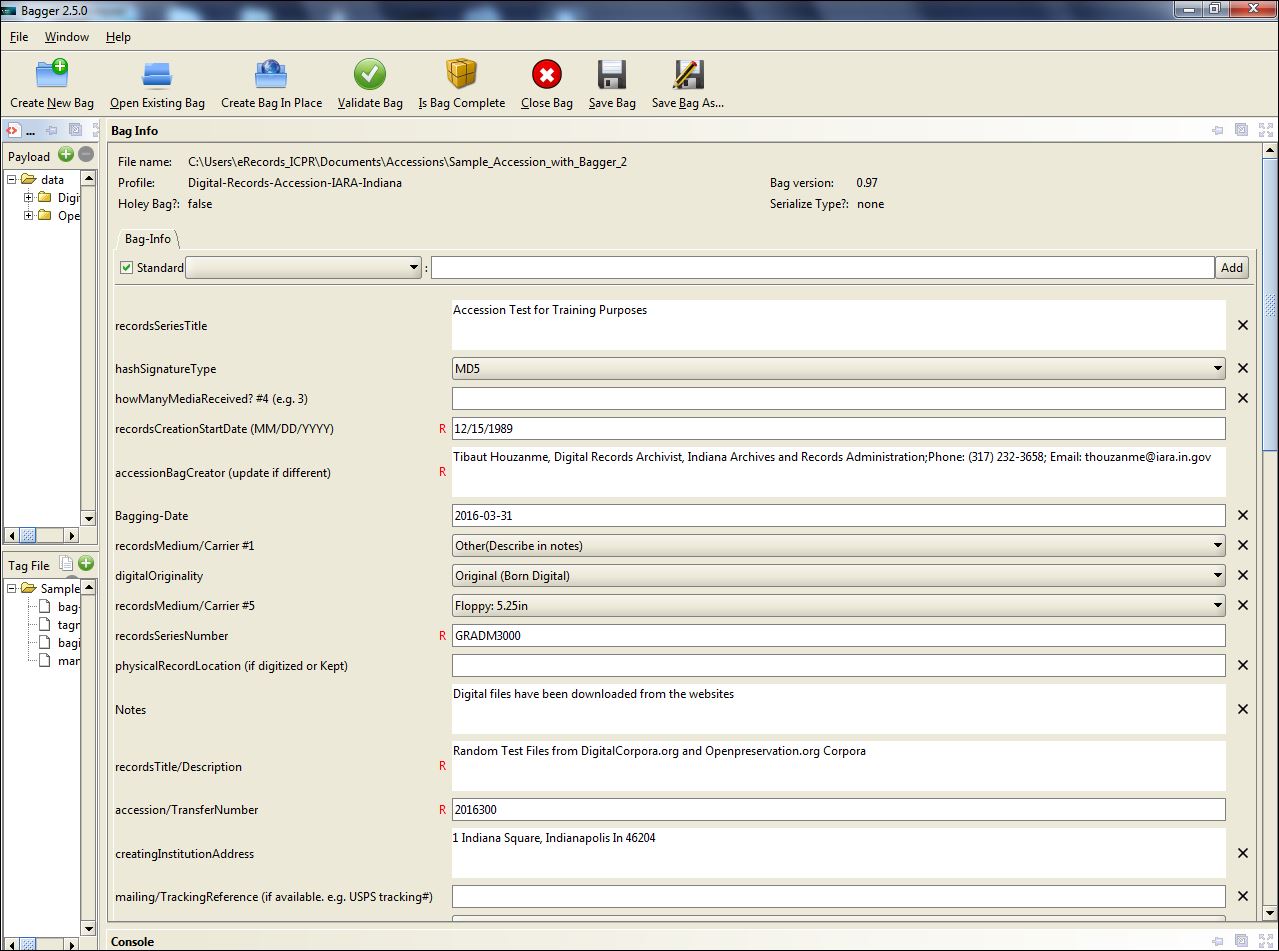 Bagger 2.5.0
File Window Help
Create New Bag Open Existing Bag Create Bag In Place Validate Bag Is Bag Complete Close Bag Save Bag Save Bag As...
...
Payload
data
Digi
Ope
Tag File
Sample
bag-
tagr
bagi
mar
Bag Info
File name: C:\Users\eRecords_ICPR\Documents\Accessions\Sample_Accession_with_Bagger_2
Profile: Digital-Records-Accession-IARA-Indiana Bag version: 0.97
Holey Bag?: false Serialize Type?: none
Bag-Info
Standard : Add
recordsSeriesTitle Accession Test for Training Purposes
hashSignatureType MD5
howManyMediaReceived? #4 (e.g. 3)
recordsCreationStartDate (MM/DD/YYYY) R 12/15/1989
accessionBagCreator (update if different) R Tibaut Houzanme, Digital Records Archivist, Indiana Archives and Records Administration;Phone: (317) 232-3658; Email: thouzanme@iara.in.gov
Bagging-Date 2016-03-31
recordsMedium/Carrier #1 Other(Describe in notes)
digitalOriginality Original (Born Digital)
recordsMedium/Carrier #5 Floppy: 5.25in
recordsSeriesNumber R GRADM3000
physicalRecordLocation (if digitized or Kept)
Notes Digital files have been downloaded from the websites
recordsTitle/Description R Random Test Files from DigitalCorpora.org and Openpreservation.org Corpora
accession/TransferNumber R 2016300
creatingInstitutionAddress 1 Indiana Square, Indianapolis In 46204
mailing/TrackingReference (if available. e.g. USPS tracking#)
Console